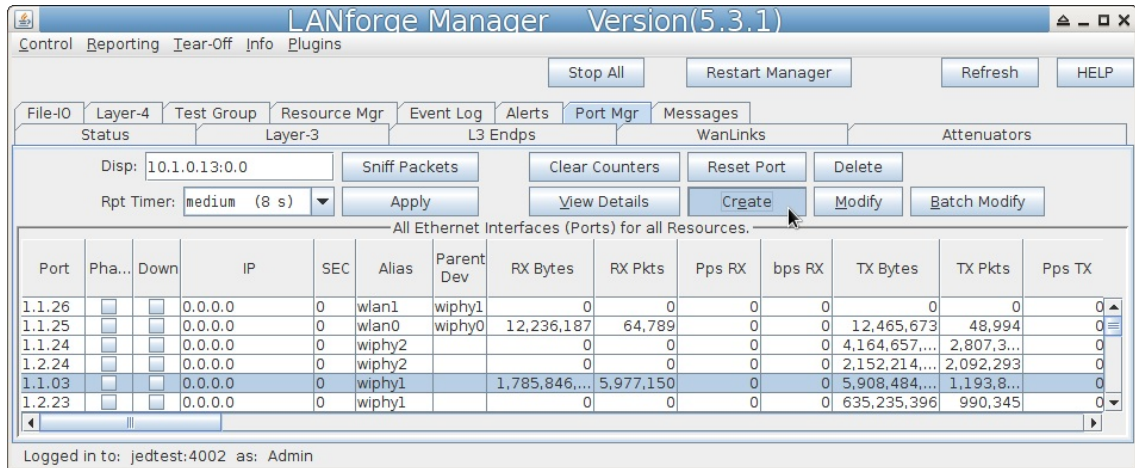 LANforge Manager Version(5.3.1)
Control Reporting Tear-Off Info Plugins
Stop All Restart Manager Refresh HELP
File-IO Layer-4 Test Group Resource Mgr Event Log Alerts Port Mgr Messages
Status Layer-3 L3 Endps WanLinks Attenuators
Disp: 10.1.0.13:0.0 Sniff Packets Clear Counters Reset Port Delete
Rpt Timer: medium (8 s) Apply View Details Create Modify Batch Modify
All Ethernet Interfaces (Ports) for all Resources.
Port Pha... Down IP SEC Alias Parent Dev RX Bytes RX Pkts Pps RX bps RX TX Bytes TX Pkts Pps TX
1.1.26 0.0.0.0 0 wlan1 wiphy1 0 0 0 0 0 0 0
1.1.25 0.0.0.0 0 wlan0 wiphy0 12,236,187 64,789 0 0 12,465,673 48,994 0
1.1.24 0.0.0.0 0 wiphy2 0 0 0 0 4,164,657,... 2,807,3... 0
1.2.24 0.0.0.0 0 wiphy2 0 0 0 0 2,152,214,... 2,092,293 0
1.1.03 0.0.0.0 0 wiphy1 1,785,846,... 5,977,150 0 0 5,908,484,... 1,193,8... 0
1.2.23 0.0.0.0 0 wiphy1 0 0 0 0 635,235,396 990,345 0
Logged in to: jedtest:4002 as: Admin